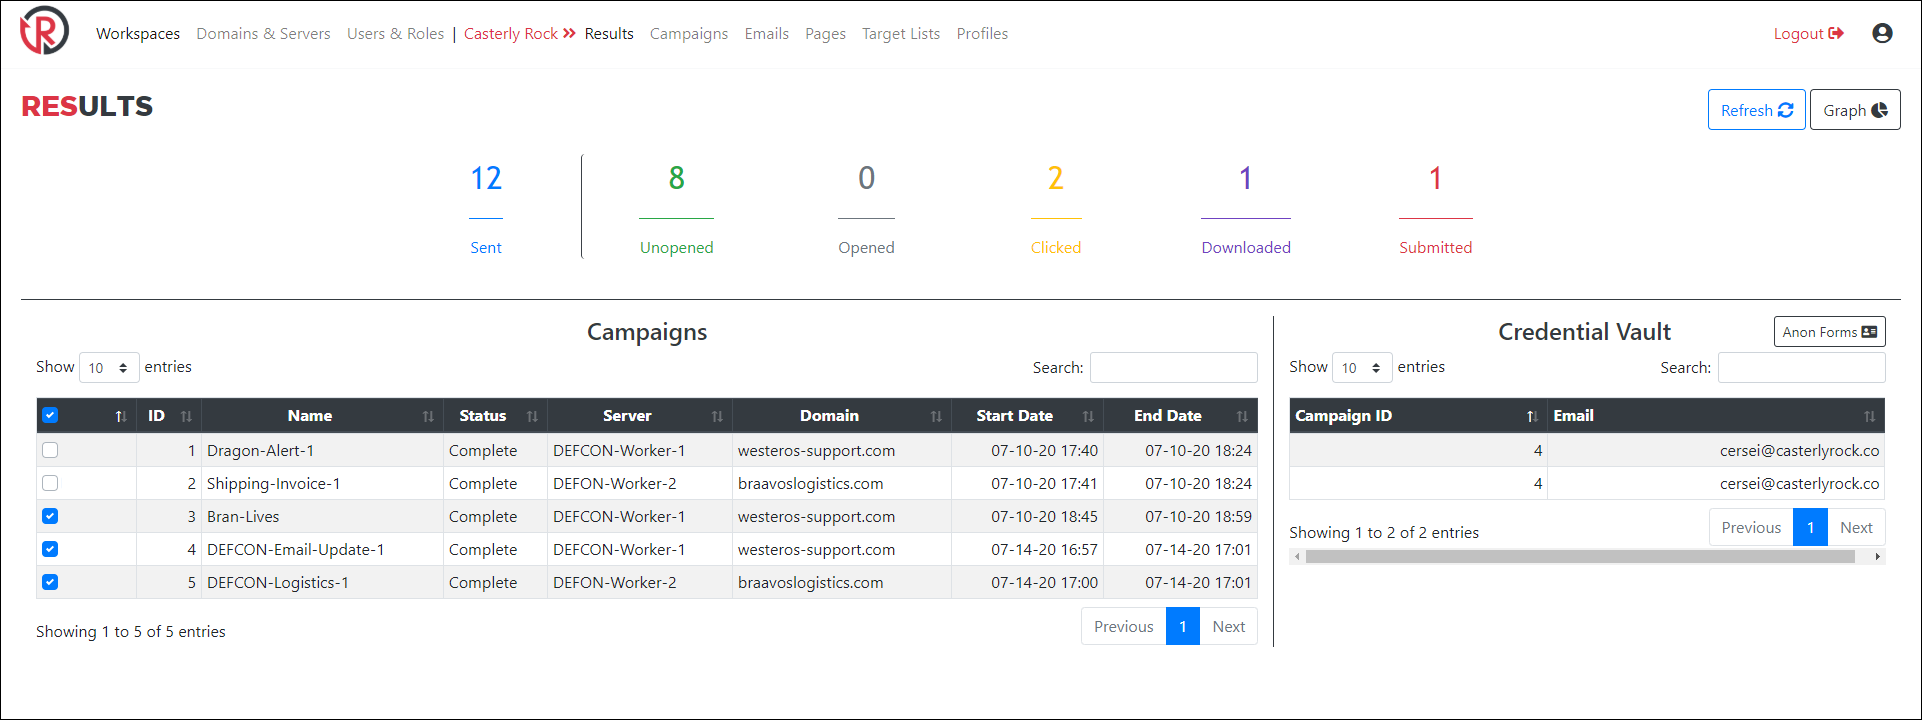 R Workspaces Domains & Servers Users & Roles | Casterly Rock Results Campaigns Emails Pages Target Lists Profiles Logout
RESULTS
Refresh Graph
12 8 0 2 1 1
Sent Unopened Opened Clicked Downloaded Submitted
Campaigns
Show 10 entries Search:
ID Name Status Server Domain Start Date End Date
1 Dragon-Alert-1 Complete DEFCON-Worker-1 westeros-support.com 07-10-20 17:40 07-10-20 18:24
2 Shipping-Invoice-1 Complete DEFON-Worker-2 braavoslogistics.com 07-10-20 17:41 07-10-20 18:24
3 Bran-Lives Complete DEFCON-Worker-1 westeros-support.com 07-10-20 18:45 07-10-20 18:59
4 DEFCON-Email-Update-1 Complete DEFCON-Worker-1 westeros-support.com 07-14-20 16:57 07-14-20 17:01
5 DEFCON-Logistics-1 Complete DEFON-Worker-2 braavoslogistics.com 07-14-20 17:00 07-14-20 17:01
Showing 1 to 5 of 5 entries Previous 1 Next
Credential Vault Anon Forms
Show 10 entries Search:
Campaign ID Email
4 cersei@casterlyrock.co
4 cersei@casterlyrock.co
Showing 1 to 2 of 2 entries Previous 1 Next